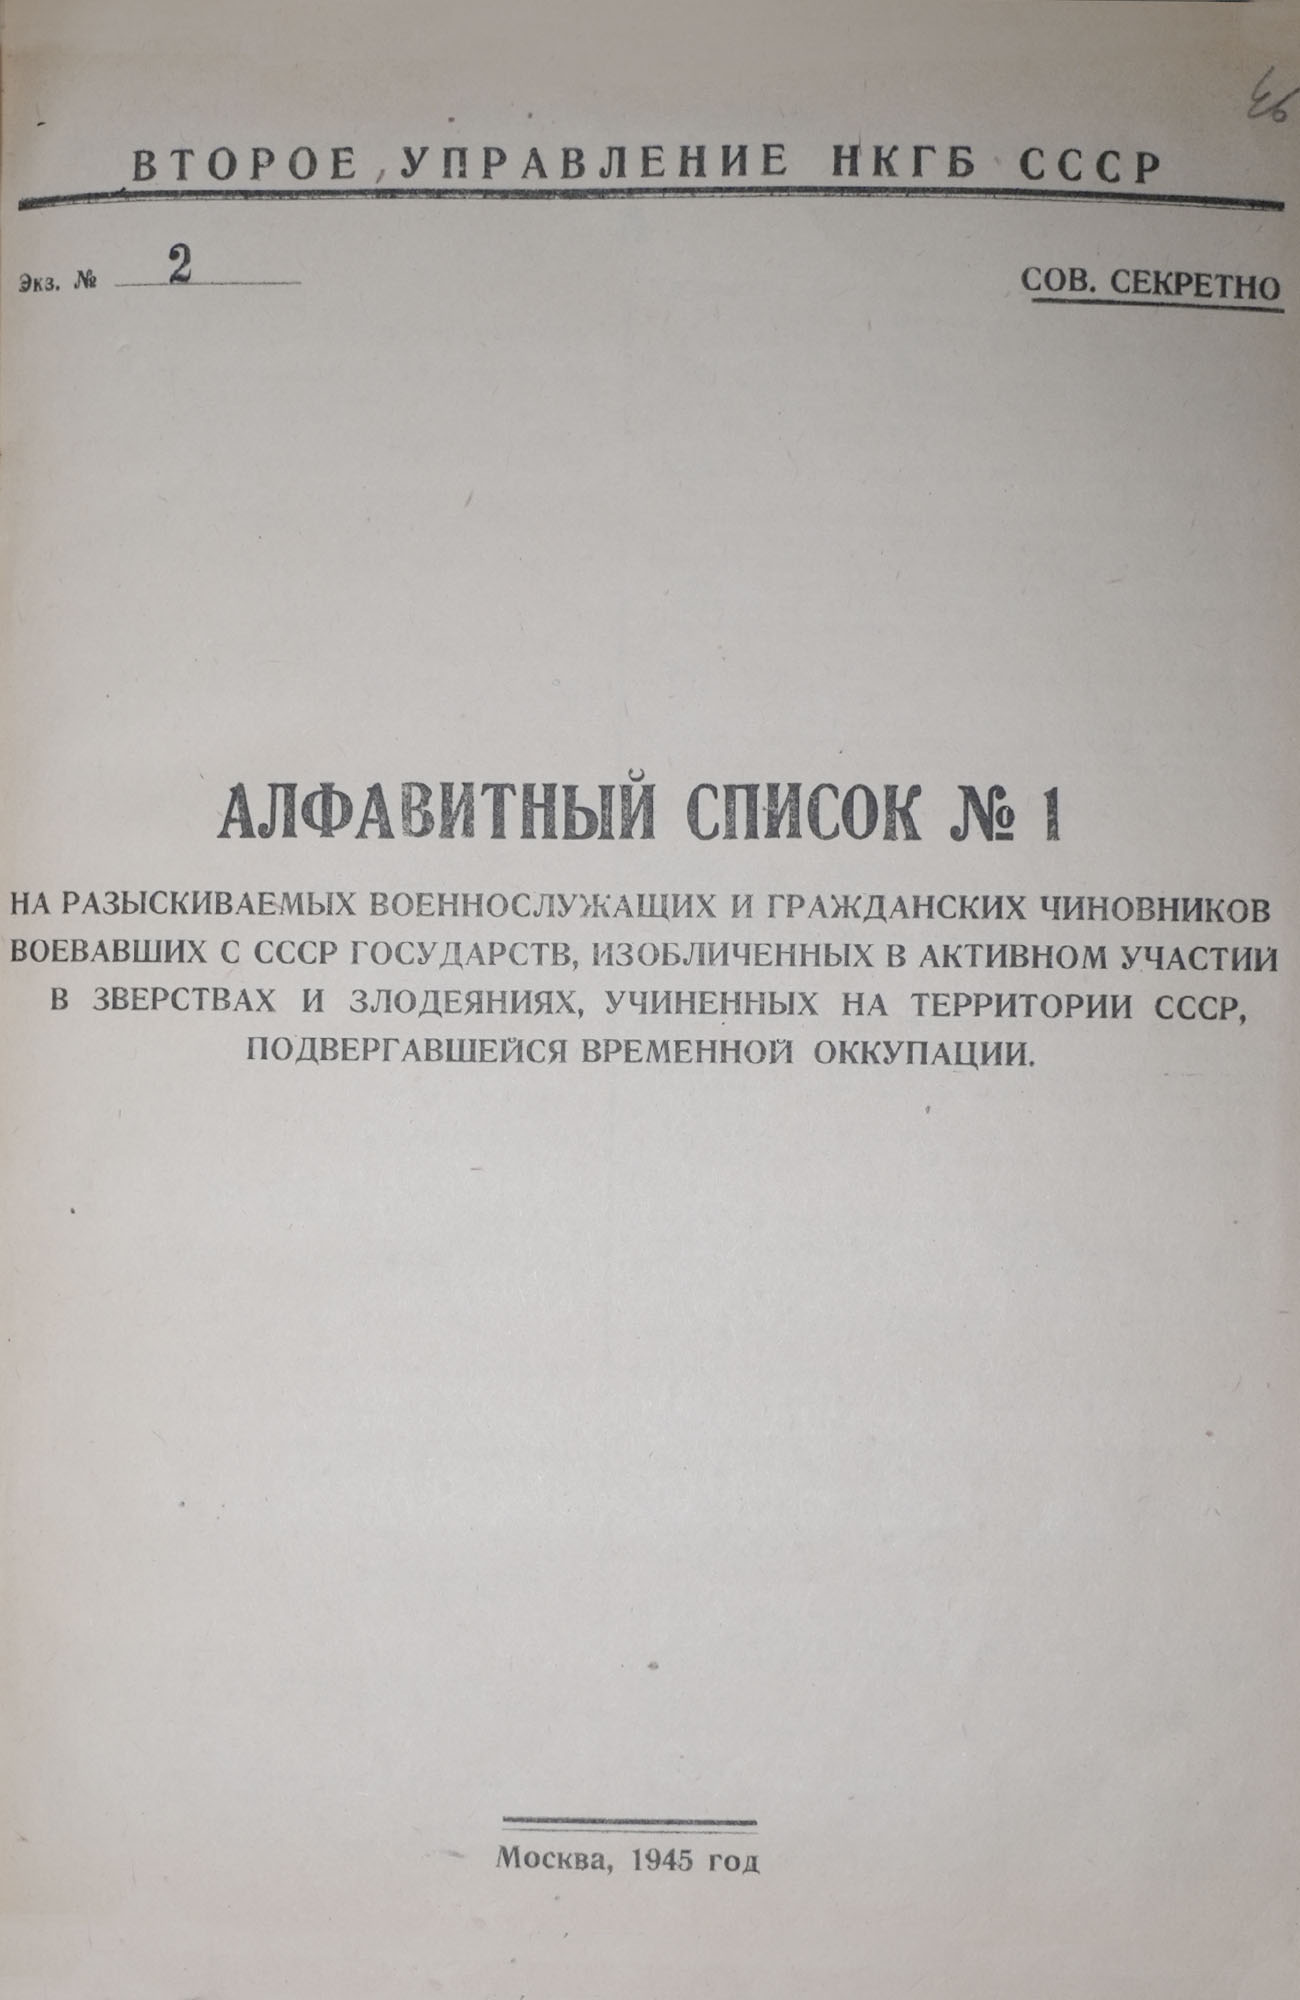 ВТОРОЕ УПРАВЛЕНИЕ НКГБ СССР
Экз. № 2
СОВ. СЕКРЕТНО
АЛФАВИТНЫЙ СПИСОК № 1
НА РАЗЫСКИВАЕМЫХ ВОЕННОСЛУЖАЩИХ И ГРАЖДАНСКИХ ЧИНОВНИКОВ
ВОЕВАВШИХ С СССР ГОСУДАРСТВ, ИЗОБЛИЧЕННЫХ В АКТИВНОМ УЧАСТИИ
В ЗВЕРСТВАХ И ЗЛОДЕЯНИЯХ, УЧИНЕННЫХ НА ТЕРРИТОРИИ СССР,
ПОДВЕРГАВШЕЙСЯ ВРЕМЕННОЙ ОККУПАЦИИ.
Москва, 1945 год